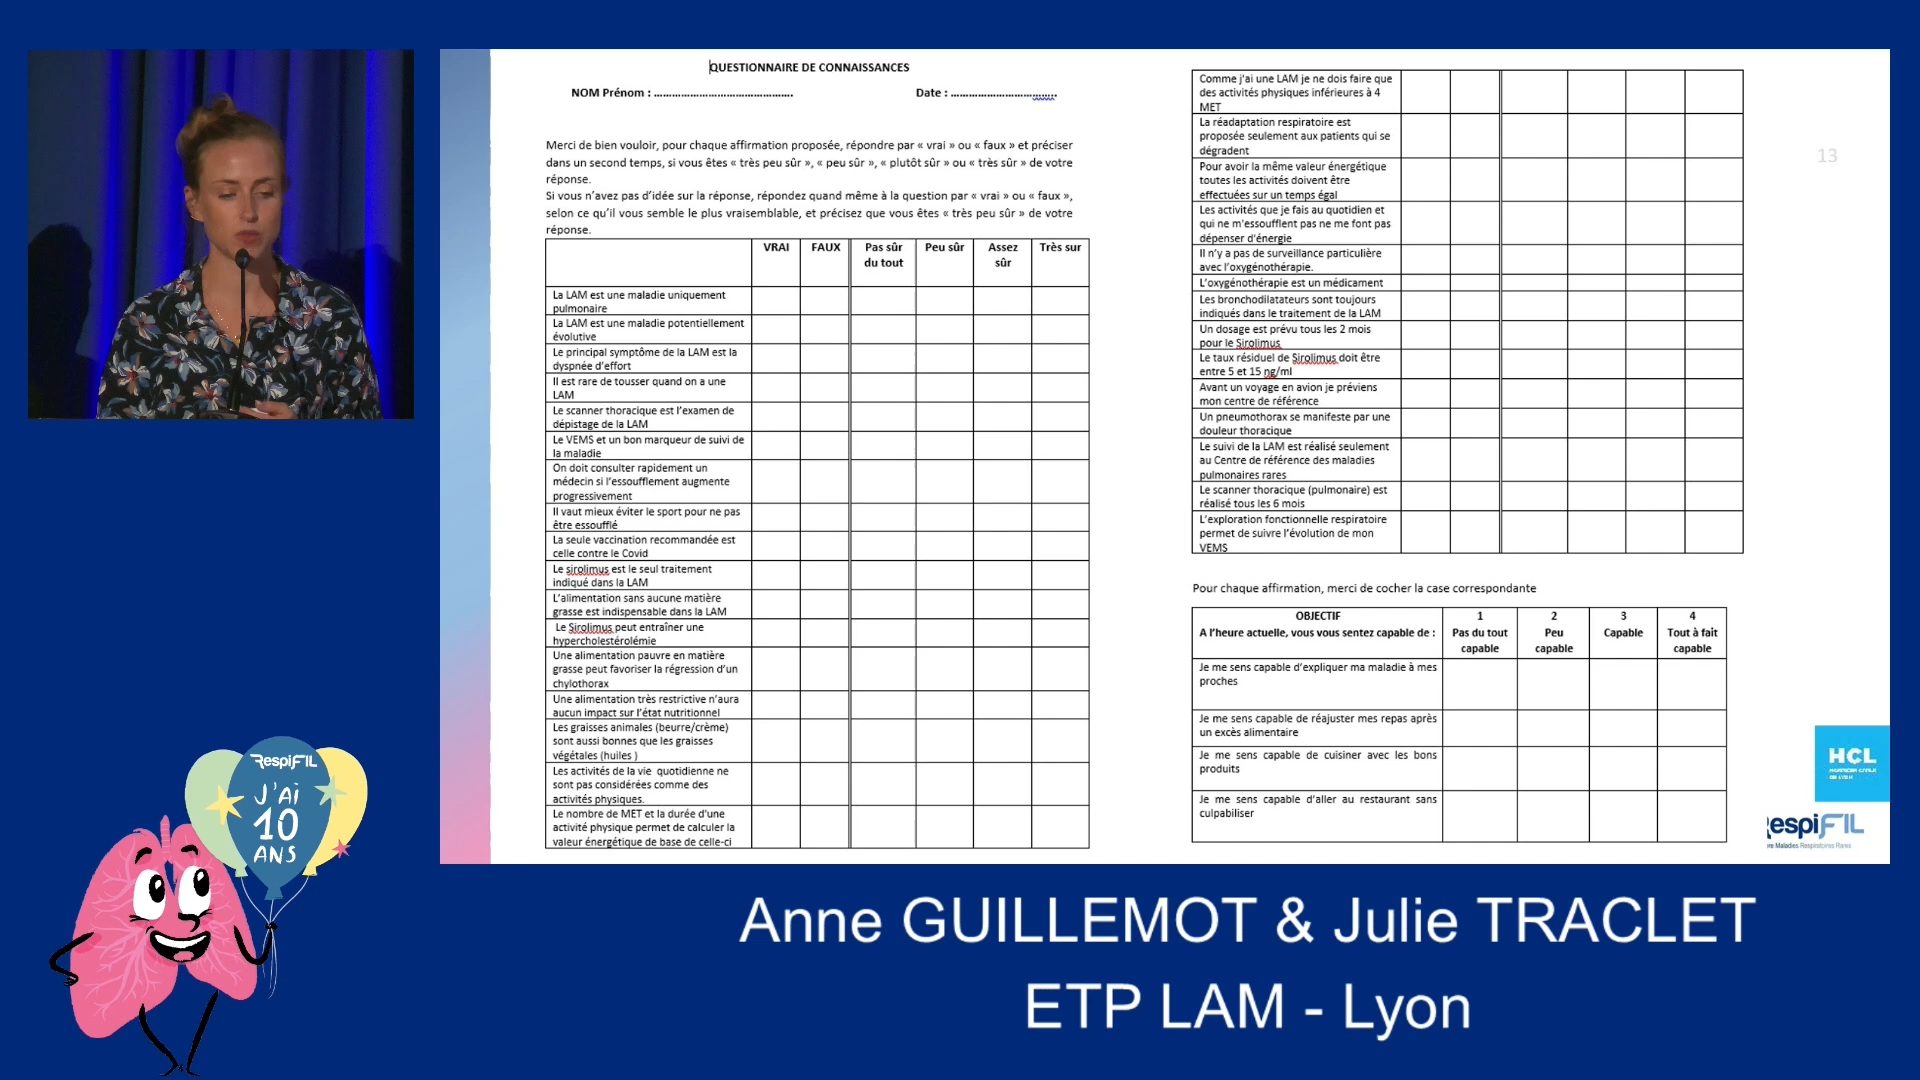 QUESTIONNAIRE DE CONNAISSANCES
NOM Prénom : ............................................
Date : ..................................
Merci de bien vouloir, pour chaque affirmation proposée, répondre par « vrai » ou « faux » et préciser
dans un second temps, si vous êtes « très peu sûr », « peu sûr », « plutôt sûr » ou « très sûr » de votre
réponse.
Si vous n'avez pas d'idée sur la réponse, répondez quand même à la question par « vrai » ou « faux »,
selon ce qu'il vous semble le plus vraisemblable, et précisez que vous êtes « très peu sûr » de votre
réponse.
VRAI FAUX Pas sûr Peu sûr Assez Très sur
du tout sûr
La LAM est une maladie uniquement
pulmonaire
La LAM est une maladie potentiellement
évolutive
Le principal symptôme de la LAM est la
dyspnée d'effort
Il est rare de tousser quand on a une
LAM
Le scanner thoracique est l'examen de
dépistage de la LAM
Le VEMS et un bon marqueur de suivi de
la maladie
On doit consulter rapidement un
médecin si l'essoufflement augmente
progressivement
Il vaut mieux éviter le sport pour ne pas
être essoufflé
La seule vaccination recommandée est
celle contre le Covid
Le sirolimus est le seul traitement
indiqué dans la LAM
L'alimentation sans aucune matière
grasse est indispensable dans la LAM
Le Sirolimus peut entraîner une
hypercholestérolémie
Une alimentation pauvre en matière
grasse peut favoriser la régression d'un
chylothorax
Une alimentation très restrictive n'aura
aucun impact sur l'état nutritionnel
Les graisses animales (beurre/crème)
sont aussi bonnes que les graisses
végétales (huiles )
Les activités de la vie quotidienne ne
sont pas considérées comme des
activités physiques.
Le nombre de MET et la durée d'une
activité physique permet de calculer la
valeur énergétique de base de celle-ci
Comme j'ai une LAM je ne dois faire que
des activités physiques inférieures à 4
MET
La réadaptation respiratoire est
proposée seulement aux patients qui se
dégradent
Pour avoir la même valeur énergétique
toutes les activités doivent être
effectuées sur un temps égal
Les activités que je fais au quotidien et
qui ne m'essoufflent pas ne me font pas
dépenser d'énergie
Il n'y a pas de surveillance particulière
avec l'oxygénothérapie.
L'oxygénothérapie est un médicament
Les bronchodilatateurs sont toujours
indiqués dans le traitement de la LAM
Un dosage est prévu tous les 2 mois
pour le Sirolimus
Le taux résiduel de Sirolimus doit être
entre 5 et 15 ng/ml
Avant un voyage en avion je préviens
mon centre de référence
Un pneumothorax se manifeste par une
douleur thoracique
Le suivi de la LAM est réalisé seulement
au Centre de référence des maladies
pulmonaires rares
Le scanner thoracique (pulmonaire) est
réalisé tous les 6 mois
L'exploration fonctionnelle respiratoire
permet de suivre l'évolution de mon
VEMS
13
Pour chaque affirmation, merci de cocher la case correspondante
OBJECTIF 1 2 3 4
A l'heure actuelle, vous vous sentez capable de : Pas du tout Peu Capable Tout à fait
capable capable capable
Je me sens capable d'expliquer ma maladie à mes
proches
Je me sens capable de réajuster mes repas après
un excès alimentaire
Je me sens capable de cuisiner avec les bons
produits
Je me sens capable d'aller au restaurant sans
culpabiliser
HCL
HOSPICES CIVILS
DE LYON
espiFIL
re Maladies Respiratoires Rares
RespiFIL
J'Ai
10
ANS
Anne GUILLEMOT & Julie TRACLET
ETP LAM - Lyon